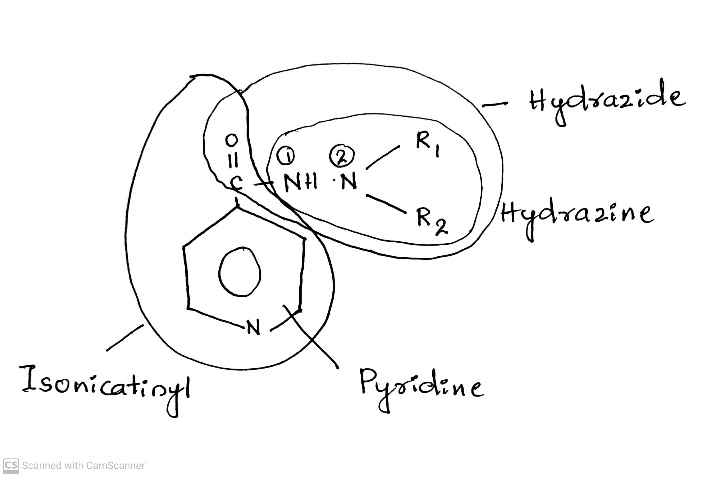 Hydrazide
O
R1
① ②
C NH N
R2
Hydrazine
N
Isonicatinyl
Pyridine
CS Scanned with CamScanner